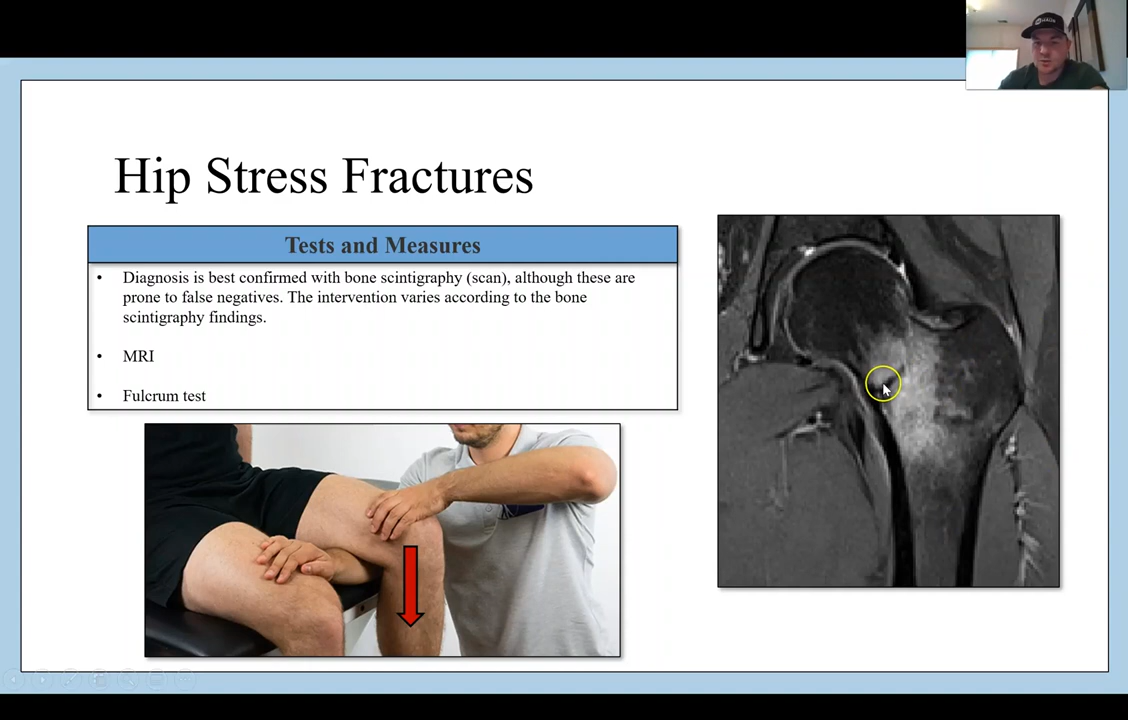 Hip Stress Fractures
Tests and Measures
• Diagnosis is best confirmed with bone scintigraphy (scan), although these are
prone to false negatives. The intervention varies according to the bone
scintigraphy findings.
• MRI
• Fulcrum test